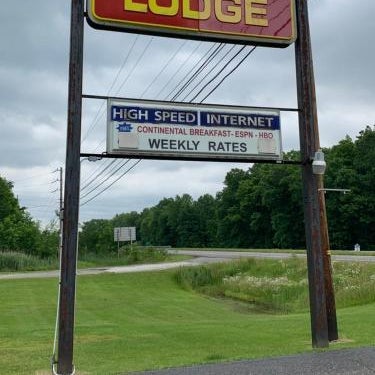 LODGE
HIGH SPEED INTERNET
CONTINENTAL BREAKFAST - ESPN - HBO
WEEKLY RATES